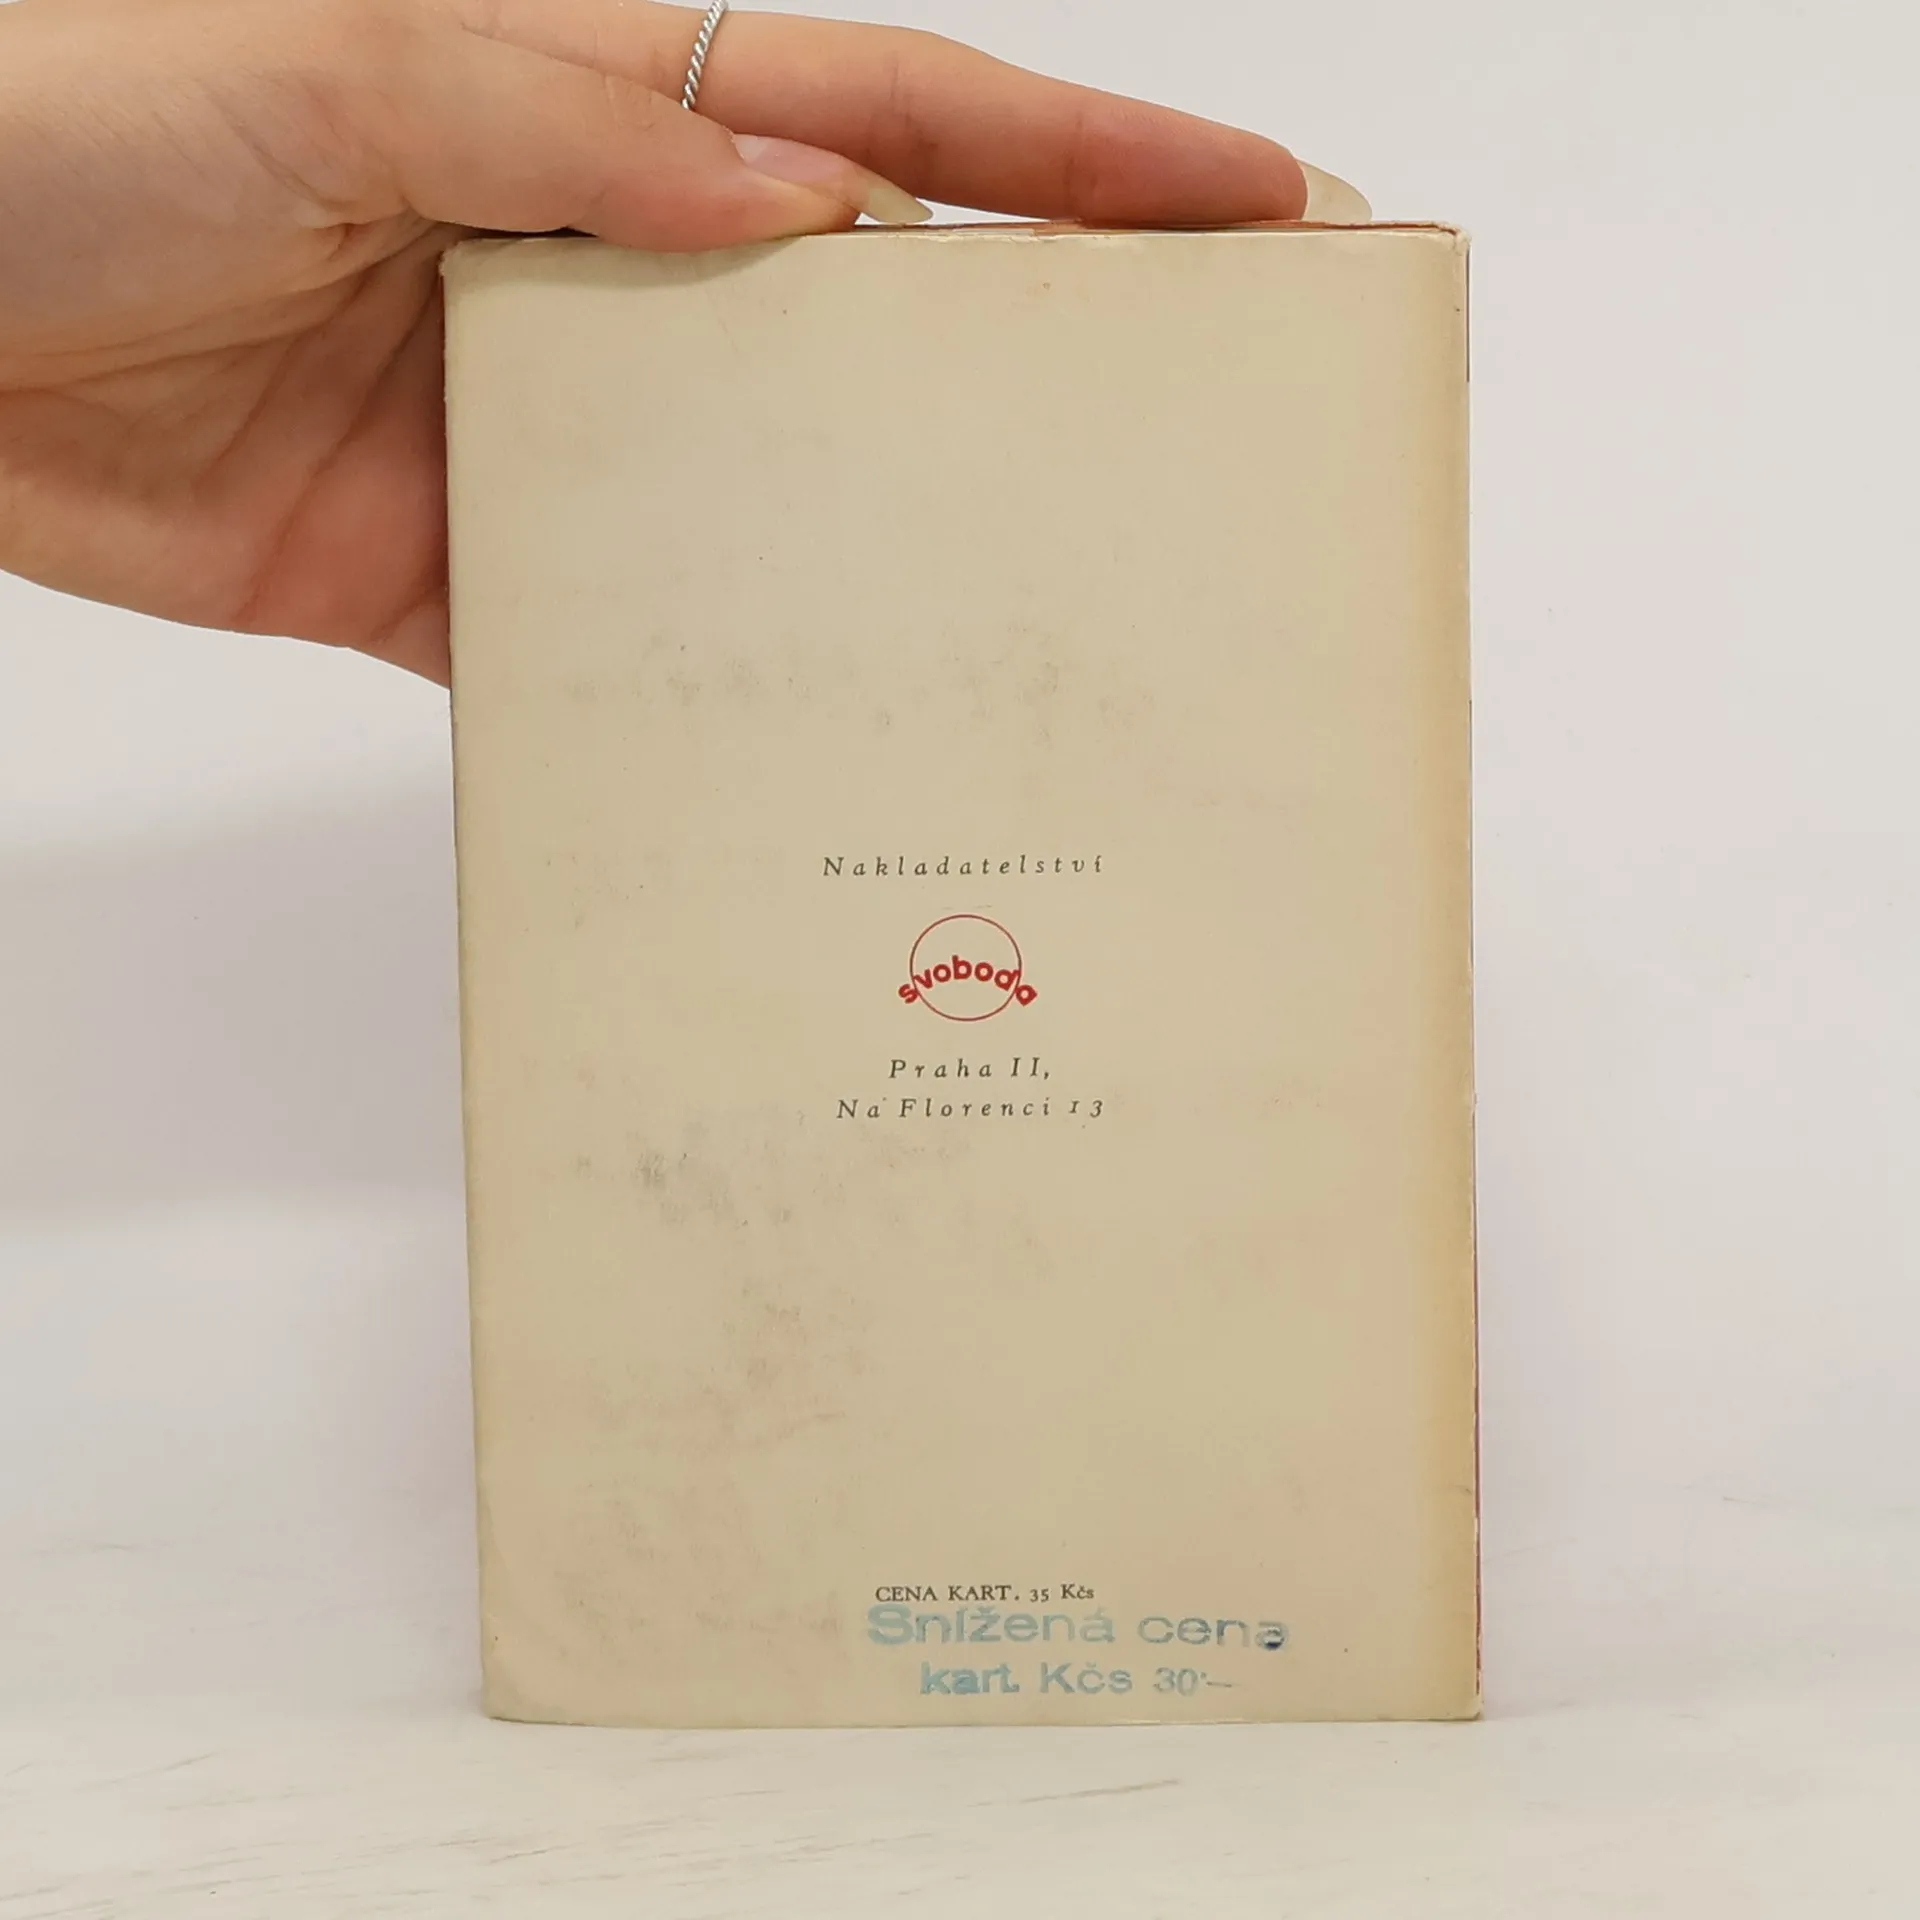 Nakladatelství
svoboda
Praha II,
Na Florenci 13
CENA KART. 35 Kčs
Snížená cena
kart. Kčs 30·—